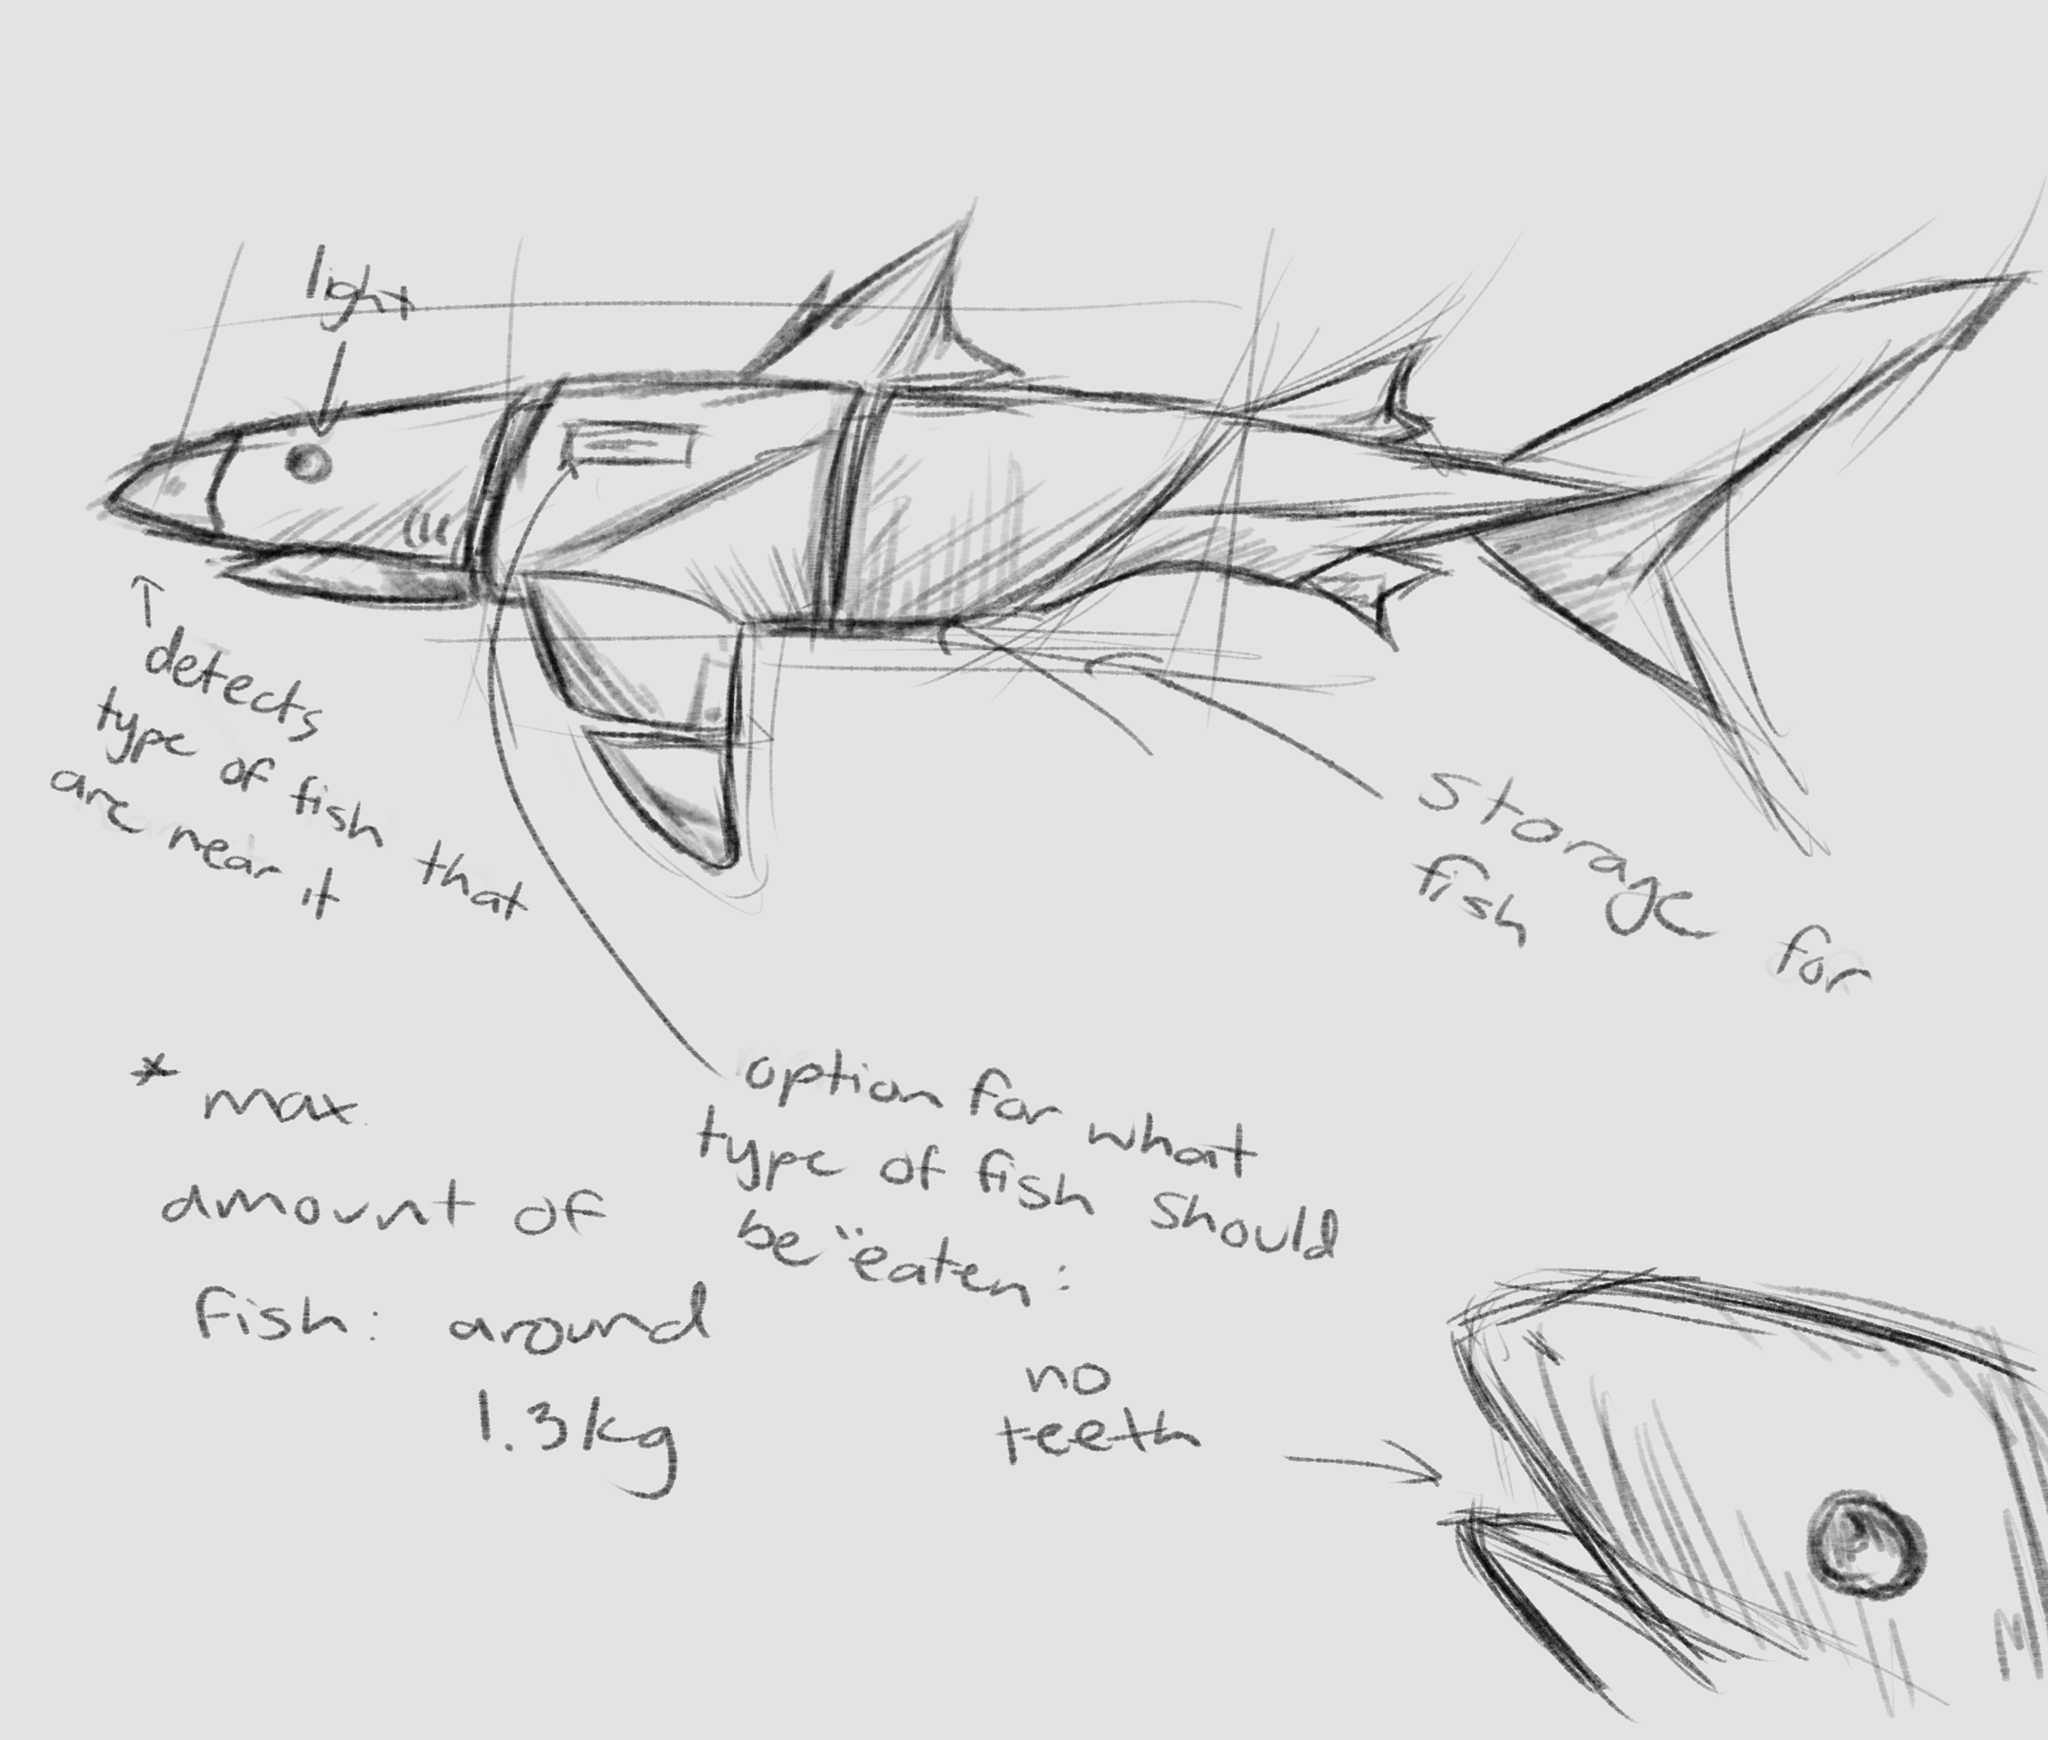 light
detects
type of fish that
are near it
storage for
fish
option for what
type of fish should
be "eaten:
* max
amount of
fish: around
1.3kg
no
teeth